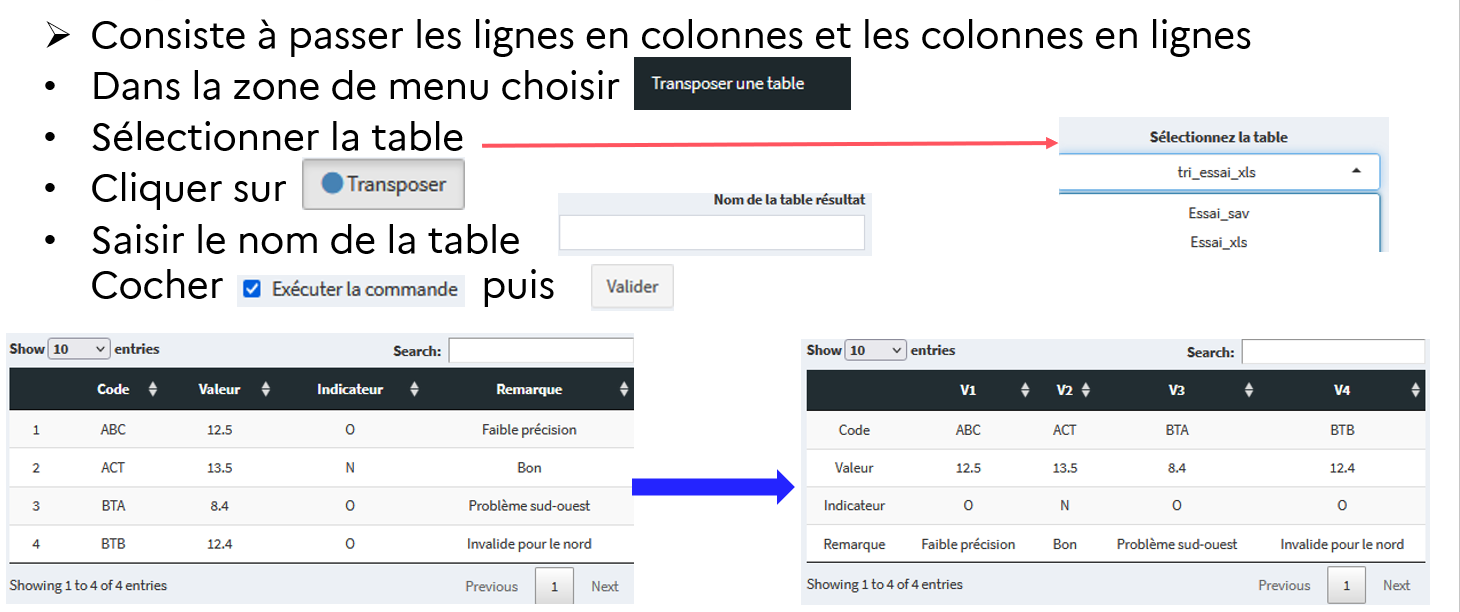 ➢ Consiste à passer les lignes en colonnes et les colonnes en lignes
• Dans la zone de menu choisir Transposer une table
• Sélectionner la table
Sélectionnez la table
tri_essai_xls
Essai_sav
Essai_xls
• Cliquer sur Transposer
Nom de la table résultat
• Saisir le nom de la table
Cocher Exécuter la commande puis Valider
Show 10 entries Search:
Code Valeur Indicateur Remarque
1 ABC 12.5 O Faible précision
2 ACT 13.5 N Bon
3 BTA 8.4 O Problème sud-ouest
4 BTB 12.4 O Invalide pour le nord
Showing 1 to 4 of 4 entries Previous 1 Next
Show 10 entries Search:
V1 V2 V3 V4
Code ABC ACT BTA BTB
Valeur 12.5 13.5 8.4 12.4
Indicateur O N O O
Remarque Faible précision Bon Problème sud-ouest Invalide pour le nord
Showing 1 to 4 of 4 entries Previous 1 Next